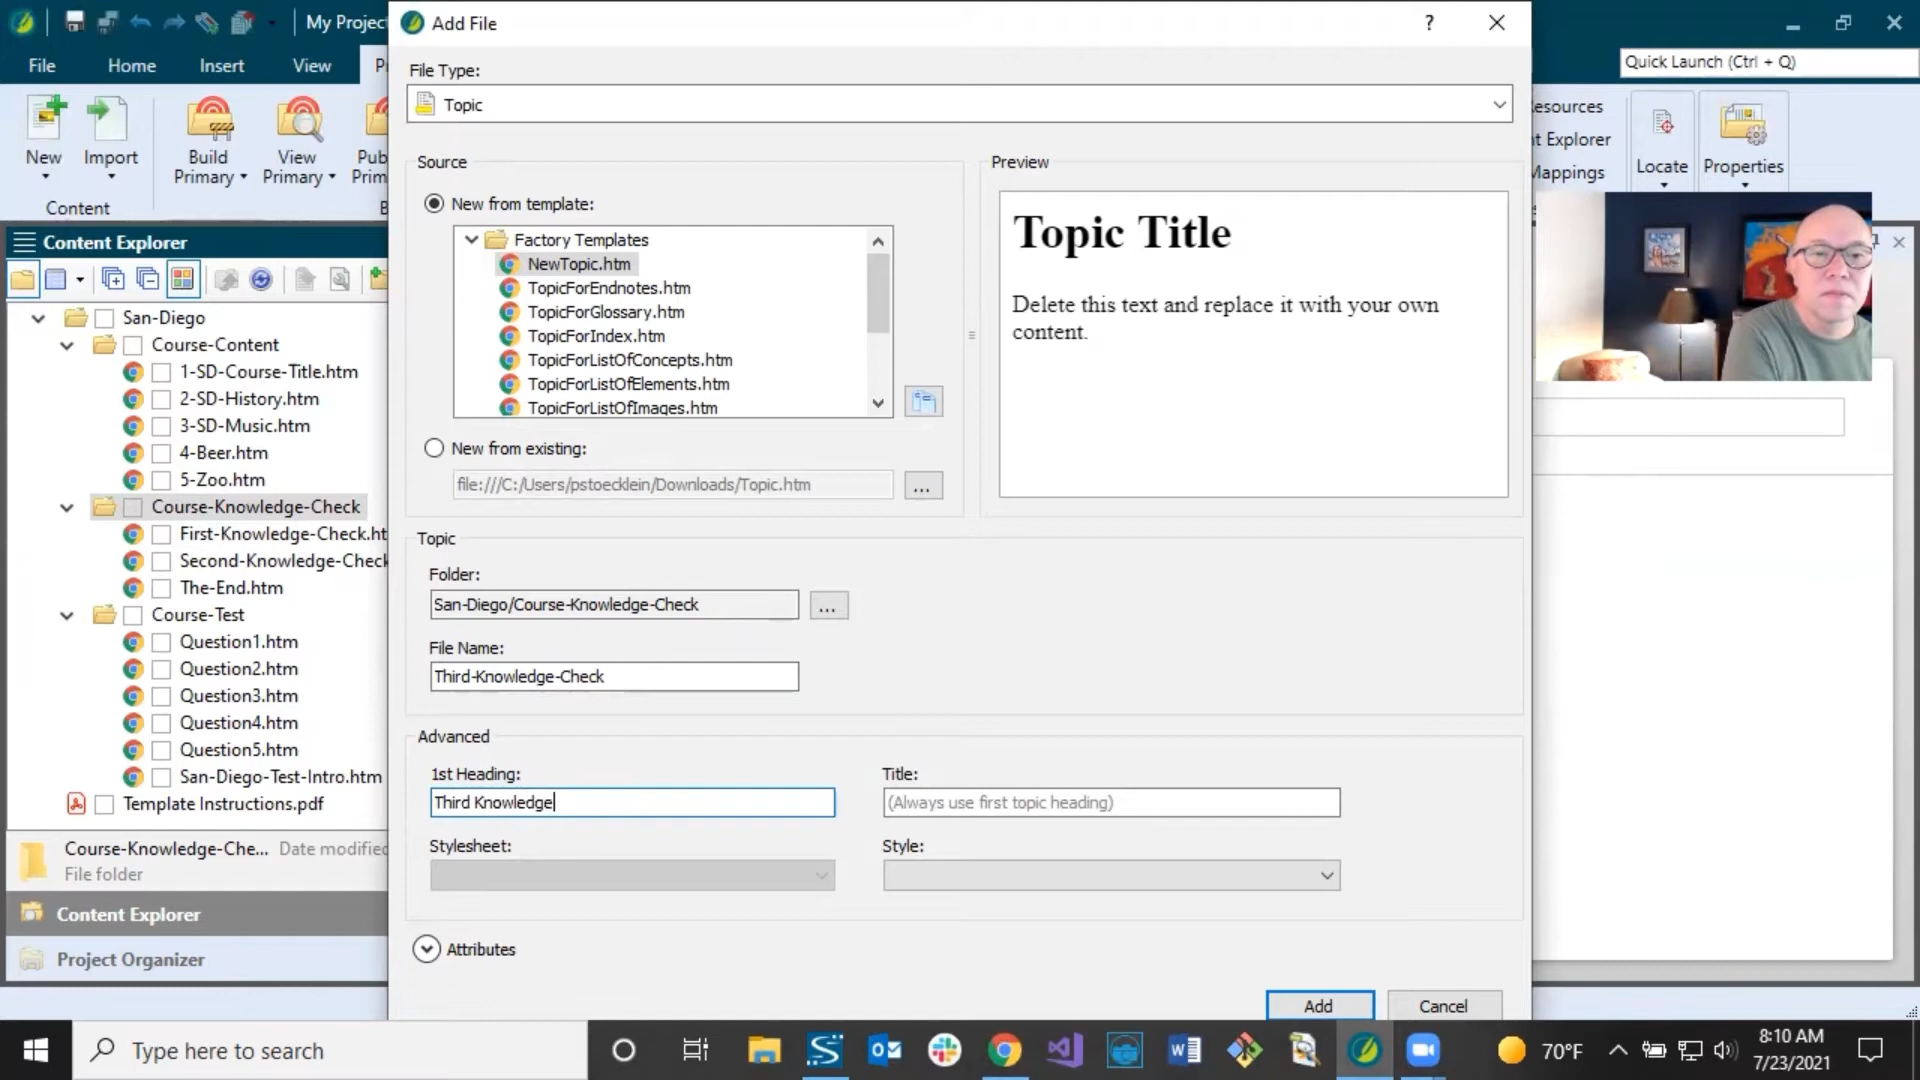 My Projec
Add File
?
File
Home
Insert
View
Quick Launch (Ctrl + Q)
File Type:
Topic
New
Import
Build
Primary
View
Primary
Content
Source
New from template:
Factory Templates
NewTopic.htm
TopicForEndnotes.htm
TopicForGlossary.htm
TopicForIndex.htm
TopicForListOfConcepts.htm
TopicForListOfElements.htm
TopicForListOfImages.htm
New from existing:
file:///C:/Users/pstoecklein/Downloads/Topic.htm
...
Preview
Topic Title
Delete this text and replace it with your own
content.
esources
t Explorer
Mappings
Locate
Properties
Content Explorer
San-Diego
Course-Content
1-SD-Course-Title.htm
2-SD-History.htm
3-SD-Music.htm
4-Beer.htm
5-Zoo.htm
Course-Knowledge-Check
First-Knowledge-Check.ht
Second-Knowledge-Check
The-End.htm
Course-Test
Question1.htm
Question2.htm
Question3.htm
Question4.htm
Question5.htm
San-Diego-Test-Intro.htm
Template Instructions.pdf
Course-Knowledge-Che... Date modified
File folder
Content Explorer
Project Organizer
Topic
Folder:
San-Diego/Course-Knowledge-Check
...
File Name:
Third-Knowledge-Check
Advanced
1st Heading:
Third Knowledge
Title:
(Always use first topic heading)
Stylesheet:
Style:
Attributes
Add
Cancel
Type here to search
70°F
8:10 AM
7/23/2021